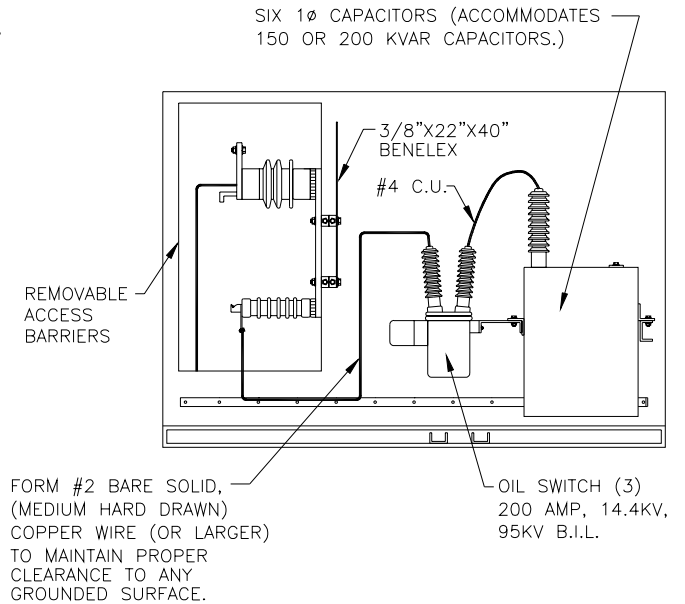 SIX 1ø CAPACITORS (ACCOMMODATES
150 OR 200 KVAR CAPACITORS.)
3/8"X22"X40"
BENELEX
#4 C.U.
REMOVABLE
ACCESS
BARRIERS
FORM #2 BARE SOLID,
(MEDIUM HARD DRAWN)
COPPER WIRE (OR LARGER)
TO MAINTAIN PROPER
CLEARANCE TO ANY
GROUNDED SURFACE.
OIL SWITCH (3)
200 AMP, 14.4KV,
95KV B.I.L.